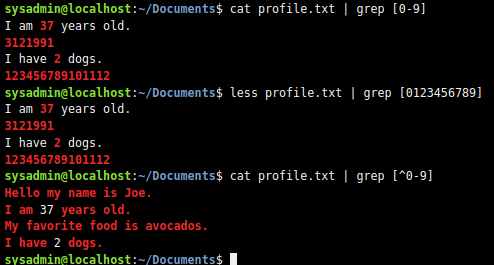 sysadmin@localhost:~/Documents$ cat profile.txt | grep [0-9]
I am 37 years old.
3121991
I have 2 dogs.
123456789101112
sysadmin@localhost:~/Documents$ less profile.txt | grep [0123456789]
I am 37 years old.
3121991
I have 2 dogs.
123456789101112
sysadmin@localhost:~/Documents$ cat profile.txt | grep [^0-9]
Hello my name is Joe.
I am 37 years old.
My favorite food is avocados.
I have 2 dogs.
sysadmin@localhost:~/Documents$